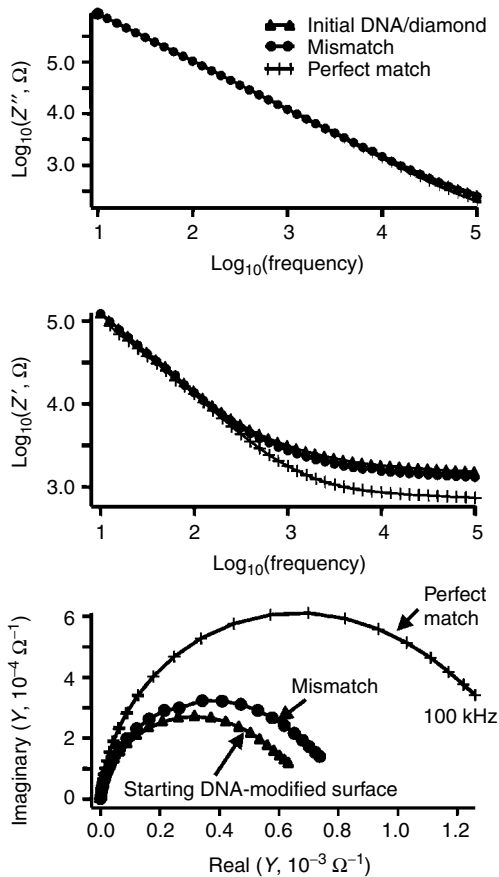 Initial DNA/diamond
Mismatch
Perfect match
Log10(Z″, Ω)
5.0
4.0
3.0
1
2
3
4
5
Log10(frequency)
Log10(Z′, Ω)
5.0
4.0
3.0
1
2
3
4
5
Log10(frequency)
Imaginary (Y, 10⁻⁴ Ω⁻¹)
6
4
2
0
Perfect
match
100 kHz
Mismatch
Starting DNA-modified surface
0.0
0.2
0.4
0.6
0.8
1.0
1.2
Real (Y, 10⁻³ Ω⁻¹)